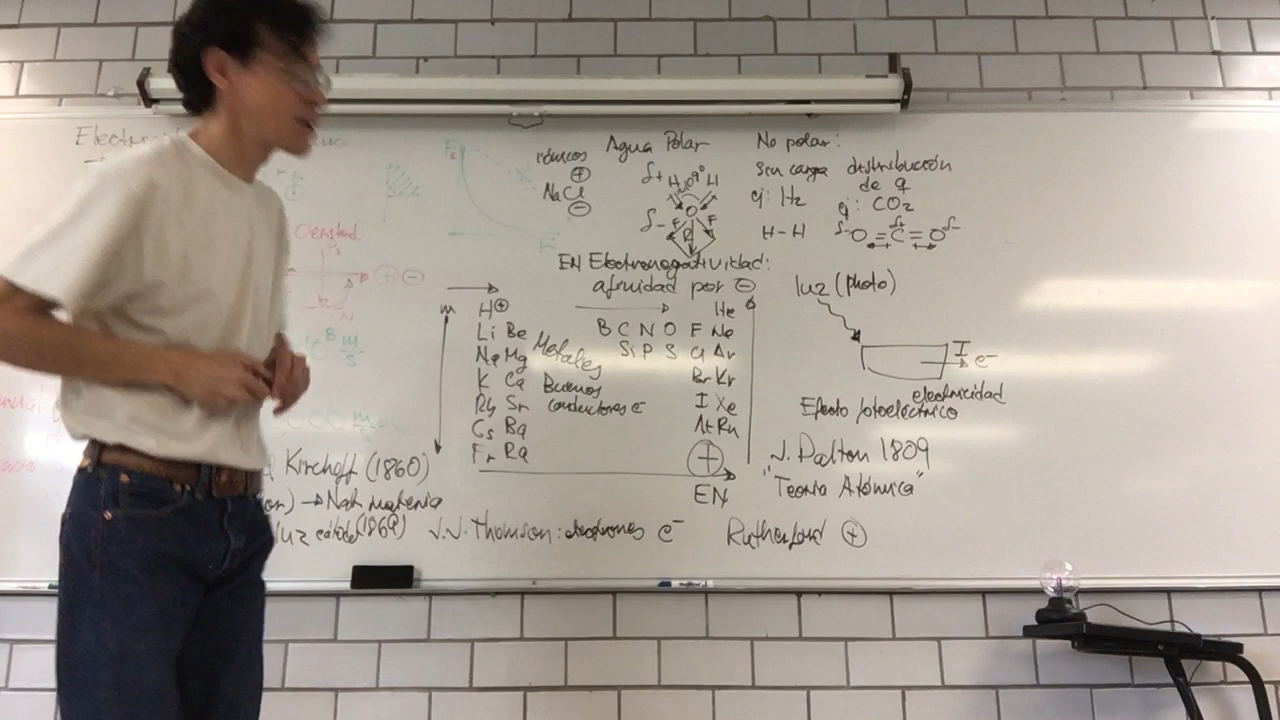 iónicos
⊕
NaCl
⊖
Agua Polar
δ+ H 109° H
O
δ- F F
R
No polar:
Sin carga
ej: H₂
H-H
distribución
de q
ej: CO₂
δ- O = C = O δ-
δ+
EN Electronegatividad:
afinidad por ⊖
m
H⊕ He
Li Be B C N O F Ne
Na Mg Si P S Cl Ar
K Ca Br Kr
Rb Sr I Xe
Cs Ba At Rn
Fr Ra
Metales
Buenos
conductores e⁻
⊕
EN
luz (photo)
I
e⁻
electricidad
Efecto fotoeléctrico
J. Dalton 1809
"Teoría Atómica"
Oersted
⊕ ⊖
N
8 m/s
Kirchoff (1860)
→ Nat materia
luz (1869)
J.J. Thomson: electrones e⁻
Rutherford ⊕